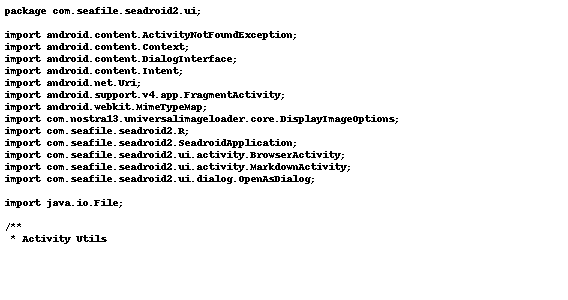 package com.seafile.seadroid2.ui;

import android.content.ActivityNotFoundException;
import android.content.Context;
import android.content.DialogInterface;
import android.content.Intent;
import android.net.Uri;
import android.support.v4.app.FragmentActivity;
import android.webkit.MimeTypeMap;
import com.nostra13.universalimageloader.core.DisplayImageOptions;
import com.seafile.seadroid2.R;
import com.seafile.seadroid2.SeadroidApplication;
import com.seafile.seadroid2.ui.activity.BrowserActivity;
import com.seafile.seadroid2.ui.activity.MarkdownActivity;
import com.seafile.seadroid2.ui.dialog.OpenAsDialog;

import java.io.File;

/**
 * Activity Utils